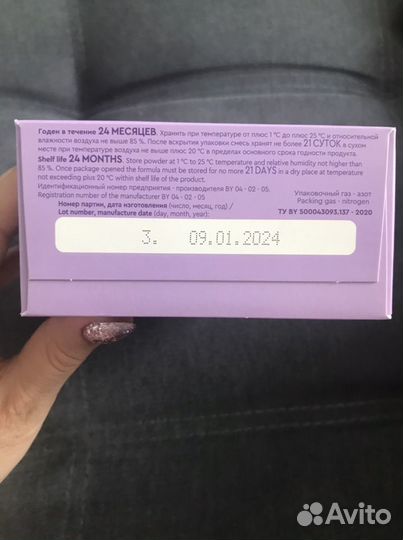 Годен в течение 24 МЕСЯЦЕВ. Хранить при температуре от плюс 1 °C до плюс 25 °C и относительной
влажности воздуха не выше 85 %. После вскрытия упаковки смесь хранят не более 21 СУТОК в сухом
месте при температуре воздуха не выше плюс 20 °C в пределах основного срока годности продукта.
Shelf life 24 MONTHS. Store powder at 1 °C to 25 °C temperature and relative humidity not higher than
85 %. Once package opened the formula must be stored for no more 21 DAYS in a dry place at temperature
not exceeding plus 20 °C within shelf life of the product.
Идентификационный номер предприятия - производителя BY 04 - 02 - 05.
Registration number of the manufacturer BY 04 - 02 - 05
Упаковочный газ - азот
Packing gas - nitrogen
Номер партии, дата изготовления (число, месяц, год) /
Lot number, manufacture date (day, month, year):
ТУ BY 500043093.137 - 2020
3. 09.01.2024
Avito